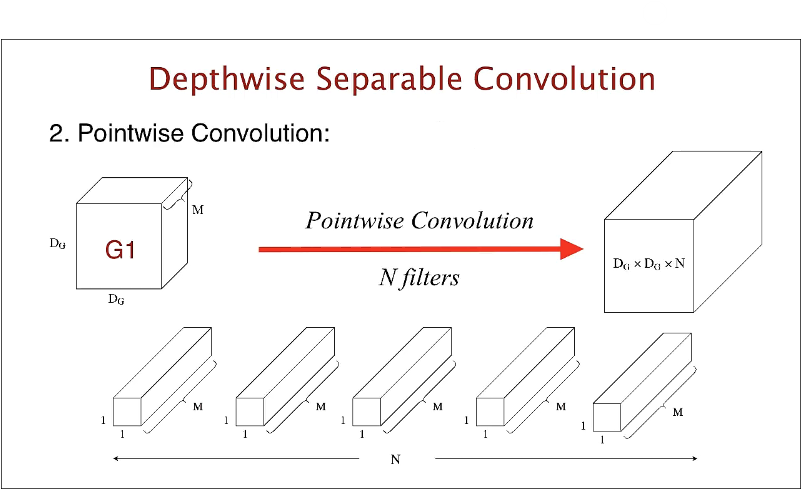 Depthwise Separable Convolution
2. Pointwise Convolution:
M
D_G
G1
D_G
Pointwise Convolution
N filters
D_G × D_G × N
1
1
M
1
1
M
1
1
M
1
1
M
1
1
M
N